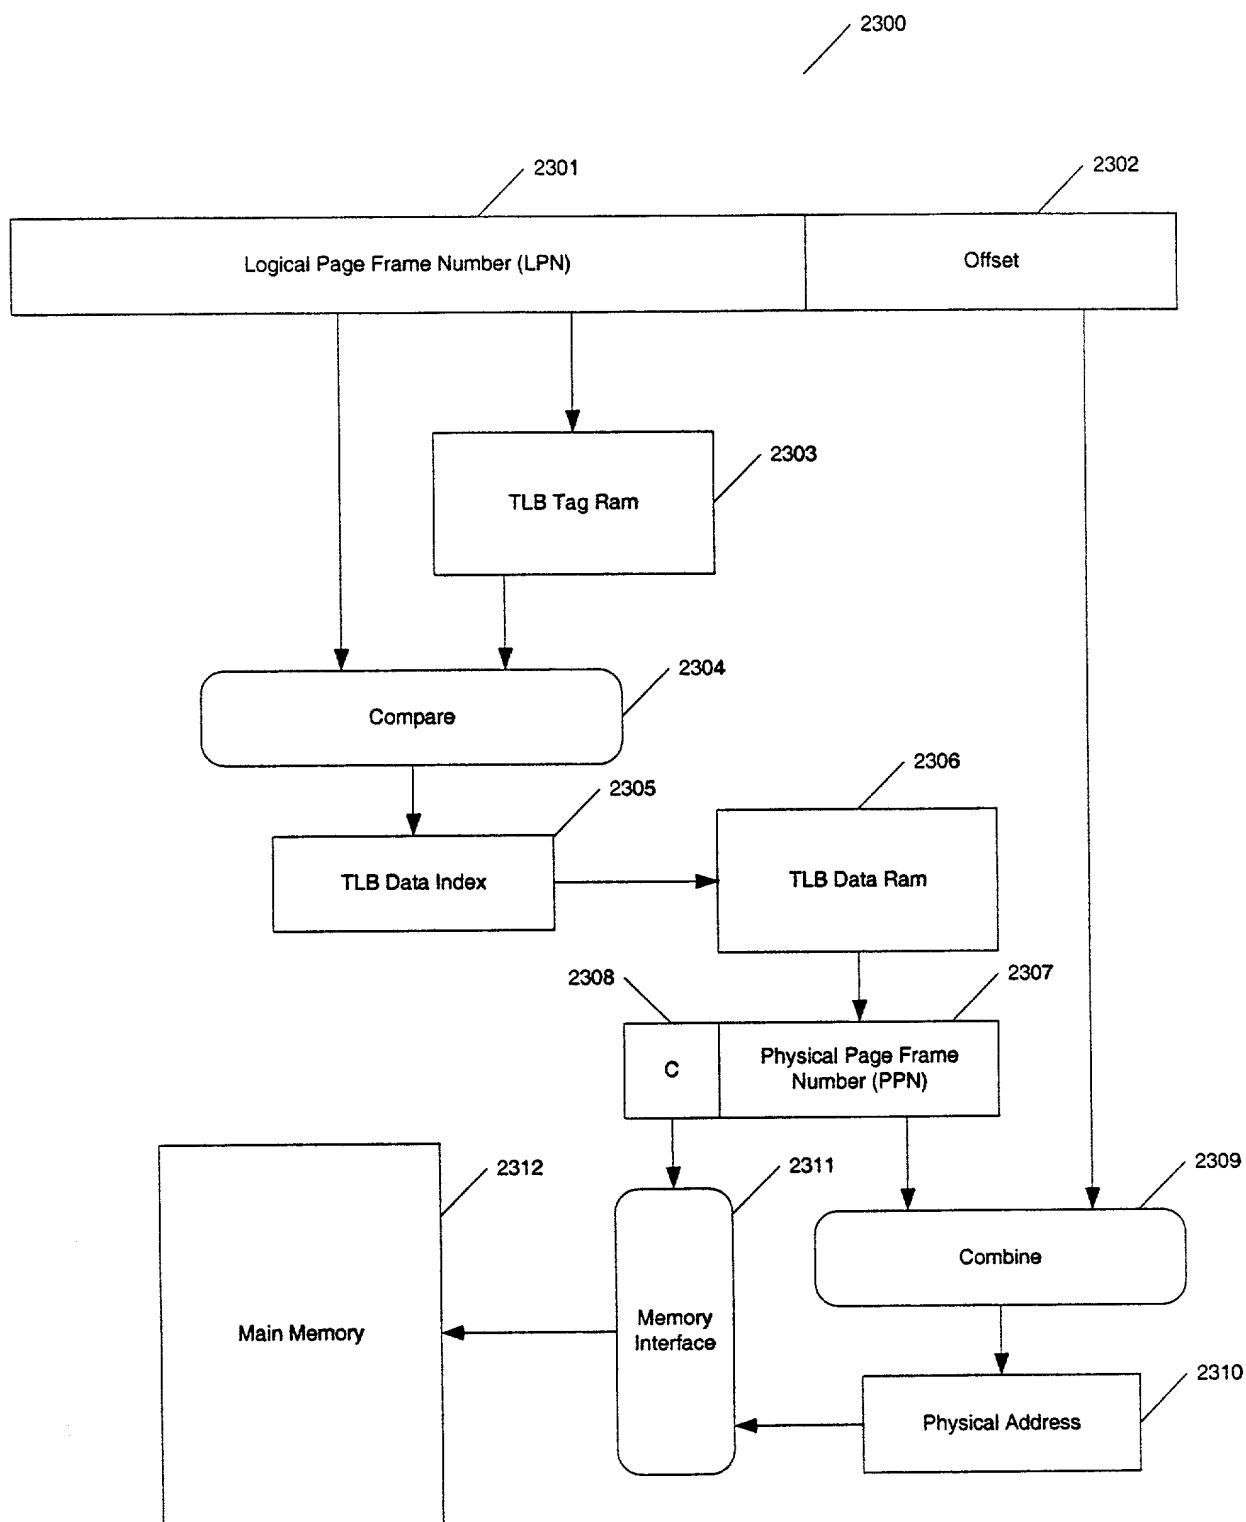 2300
2301
2302
Logical Page Frame Number (LPN)
Offset
2303
TLB Tag Ram
2304
Compare
2305
2306
TLB Data Index
TLB Data Ram
2308
2307
C
Physical Page Frame
Number (PPN)
2312
2311
2309
Combine
Main Memory
Memory
Interface
2310
Physical Address